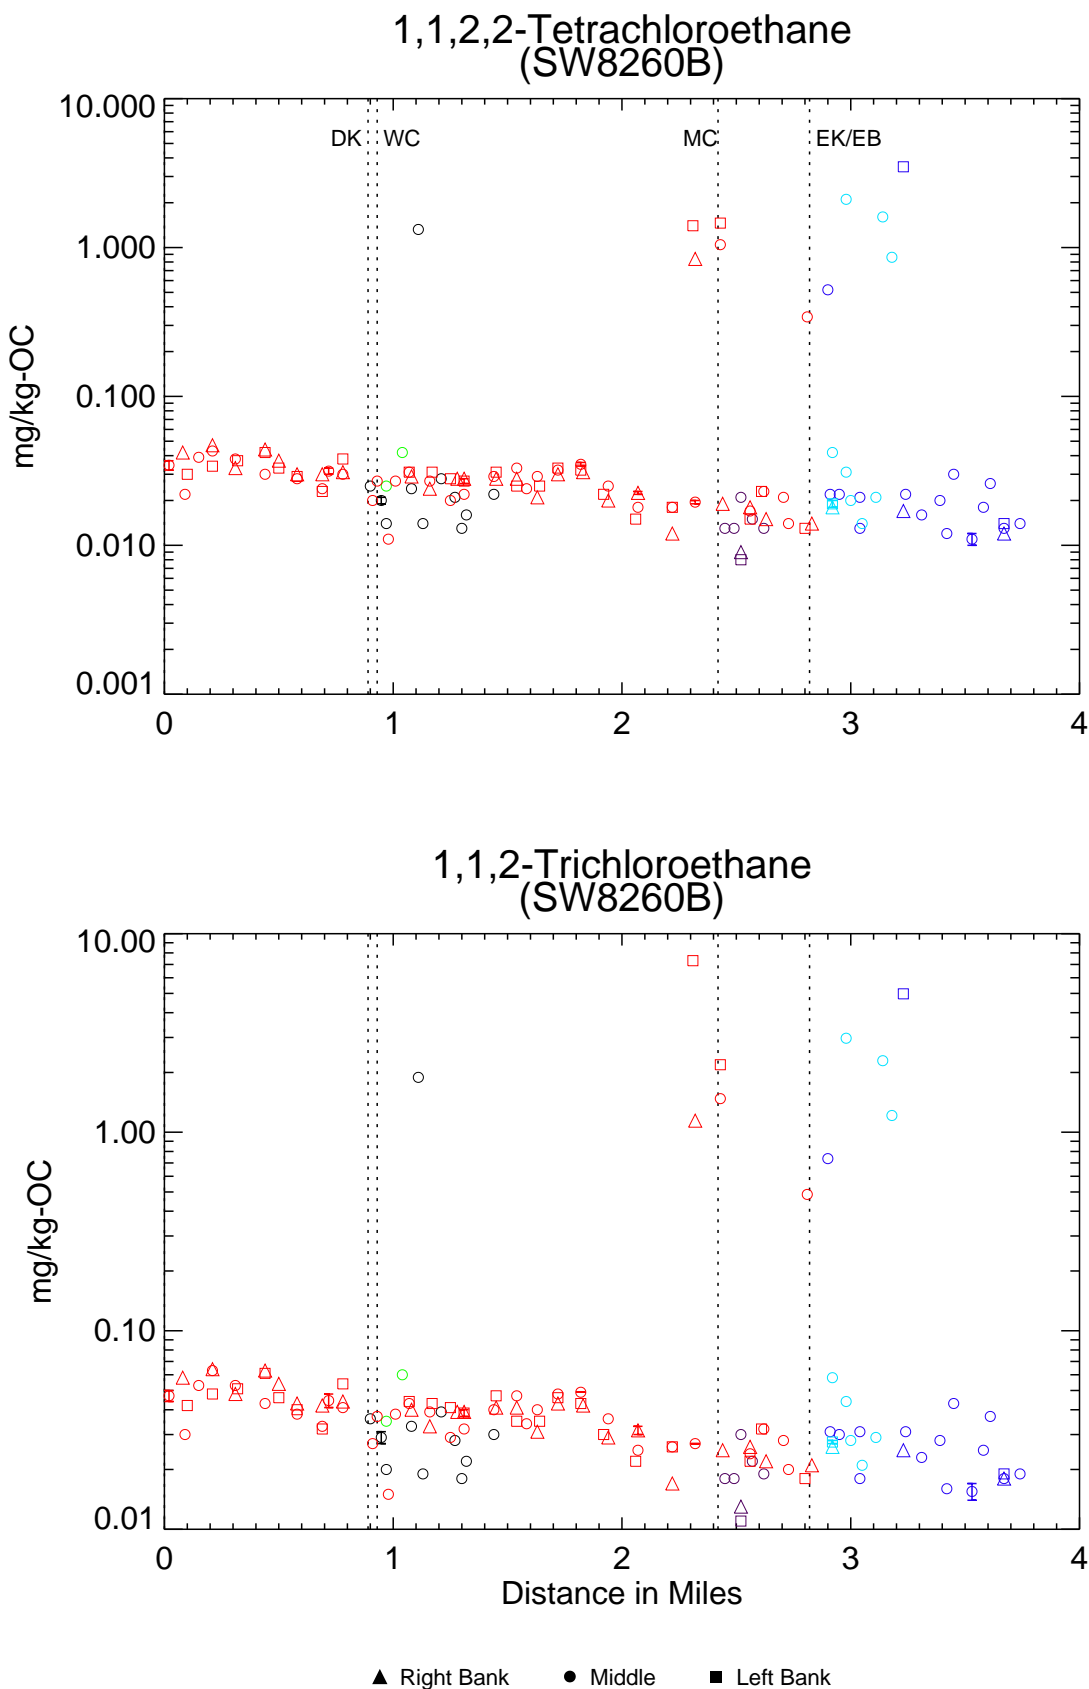 1,1,2,2-Tetrachloroethane
(SW8260B)
10.000
1.000
0.100
0.010
0.001
mg/kg-OC
DK WC MC EK/EB
0 1 2 3 4
1,1,2-Trichloroethane
(SW8260B)
10.00
1.00
0.10
0.01
mg/kg-OC
0 1 2 3 4
Distance in Miles
Right Bank Middle Left Bank